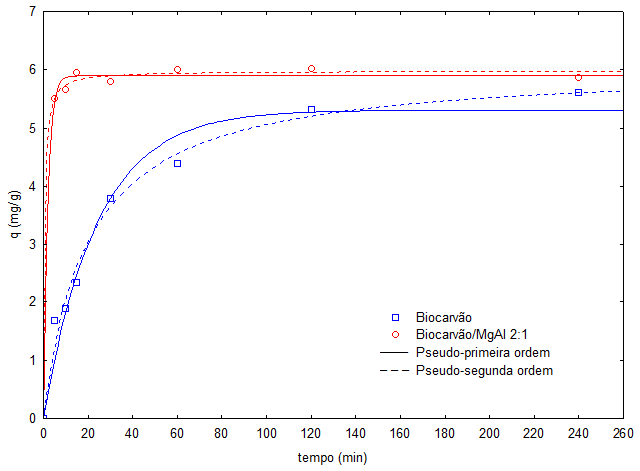 7
6
5
4
3
2
1
0
q (mg/g)
0 20 40 60 80 100 120 140 160 180 200 220 240 260
tempo (min)
Biocarvão
Biocarvão/MgAl 2:1
Pseudo-primeira ordem
Pseudo-segunda ordem